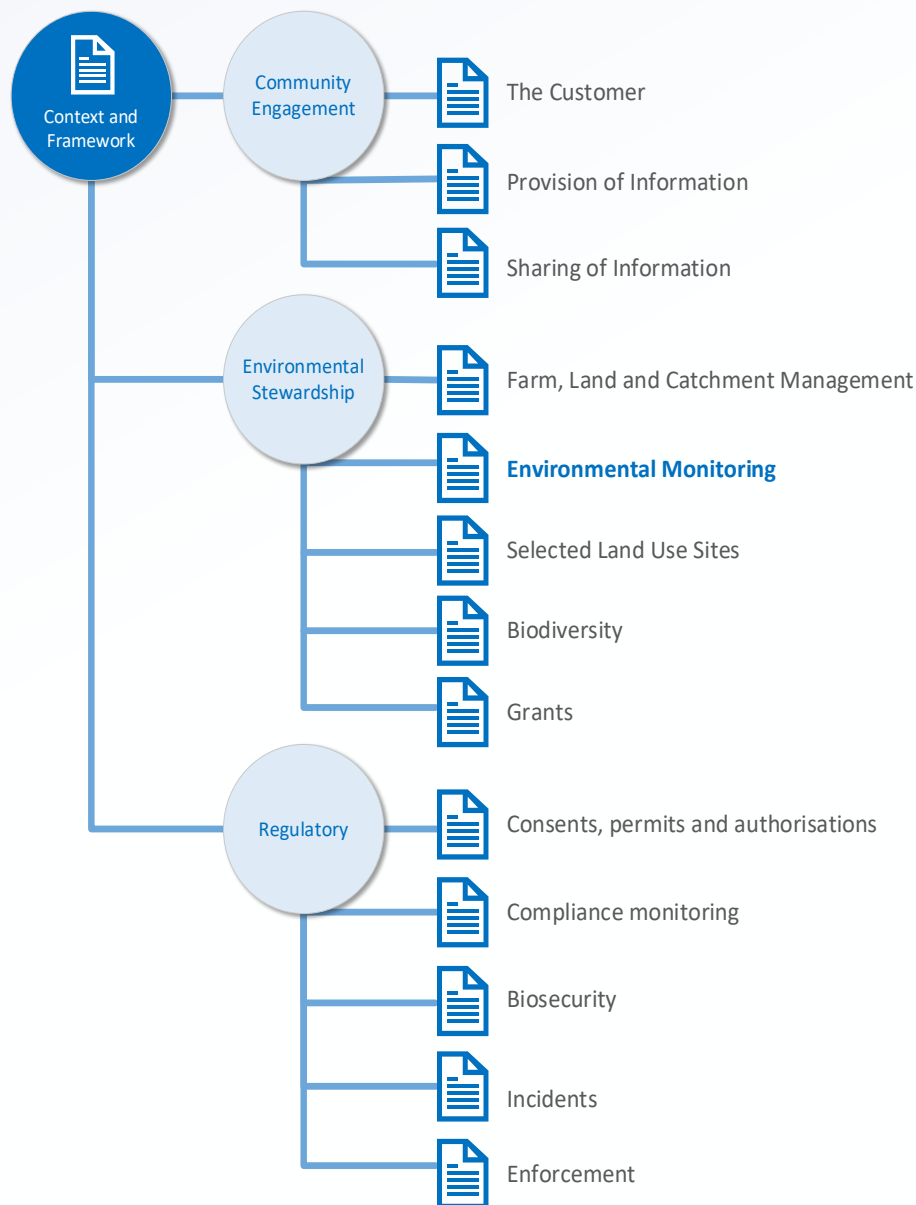 Context and
Framework
Community
Engagement
The Customer
Provision of Information
Sharing of Information
Environmental
Stewardship
Farm, Land and Catchment Management
Environmental Monitoring
Selected Land Use Sites
Biodiversity
Grants
Regulatory
Consents, permits and authorisations
Compliance monitoring
Biosecurity
Incidents
Enforcement